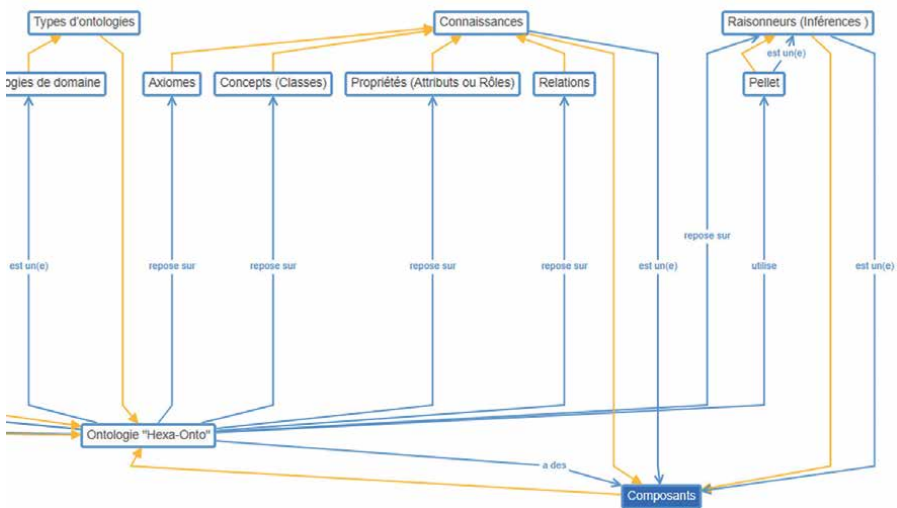 Types d'ontologies
Connaissances
Raisonneurs (Inférences )
est un(e)
ogies de domaine
Axiomes
Concepts (Classes)
Propriétés (Attributs ou Rôles)
Relations
Pellet
repose sur
est un(e)
repose sur
repose sur
repose sur
repose sur
est un(e)
utilise
est un(e)
Ontologie "Hexa-Onto"
a des
Composants